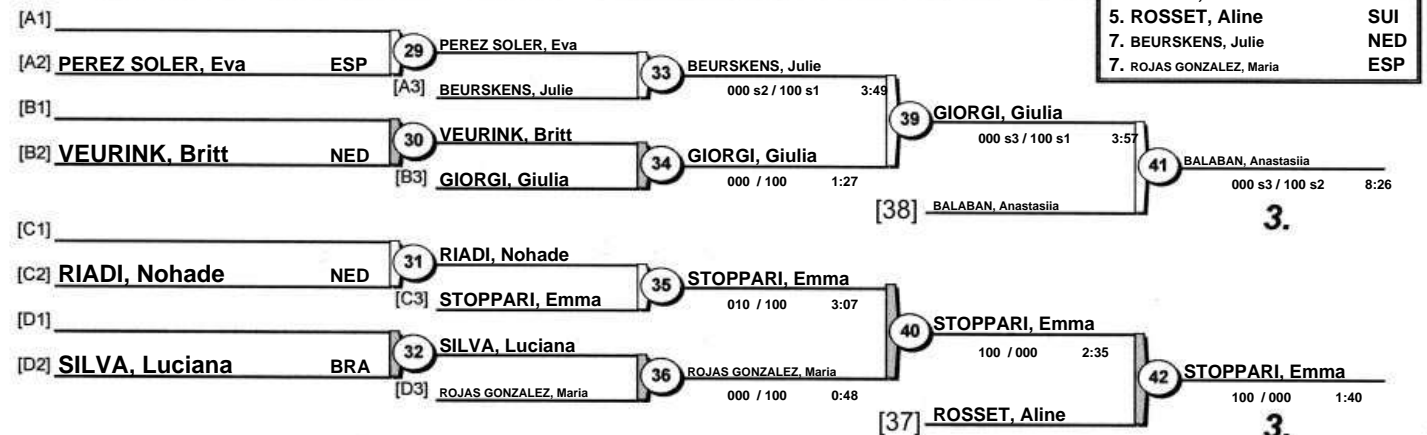 5. ROSSET, Aline SUI
7. BEURSKENS, Julie NED
7. ROJAS GONZALEZ, Maria ESP
[A1]
[A2] PEREZ SOLER, Eva ESP
29
PEREZ SOLER, Eva
[A3] BEURSKENS, Julie
33
BEURSKENS, Julie
000 s2 / 100 s1 3:49
[B1]
[B2] VEURINK, Britt NED
30
VEURINK, Britt
[B3] GIORGI, Giulia
34
GIORGI, Giulia
000 / 100 1:27
39
GIORGI, Giulia
000 s3 / 100 s1 3:57
[38] BALABAN, Anastasiia
41
BALABAN, Anastasiia
000 s3 / 100 s2 8:26
3.
[C1]
[C2] RIADI, Nohade NED
31
RIADI, Nohade
[C3] STOPPARI, Emma
35
STOPPARI, Emma
010 / 100 3:07
[D1]
[D2] SILVA, Luciana BRA
32
SILVA, Luciana
[D3] ROJAS GONZALEZ, Maria
36
ROJAS GONZALEZ, Maria
000 / 100 0:48
40
STOPPARI, Emma
100 / 000 2:35
[37] ROSSET, Aline
42
STOPPARI, Emma
100 / 000 1:40
3.